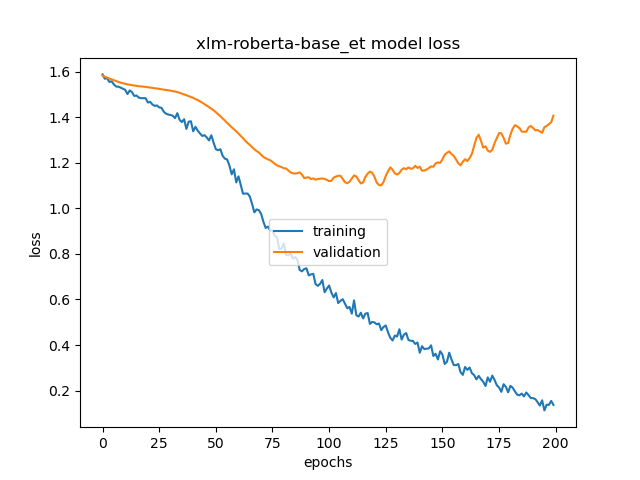 xlm-roberta-base_et model loss
1.6
1.4
1.2
1.0
0.8
0.6
0.4
0.2
loss
training
validation
0 25 50 75 100 125 150 175 200
epochs